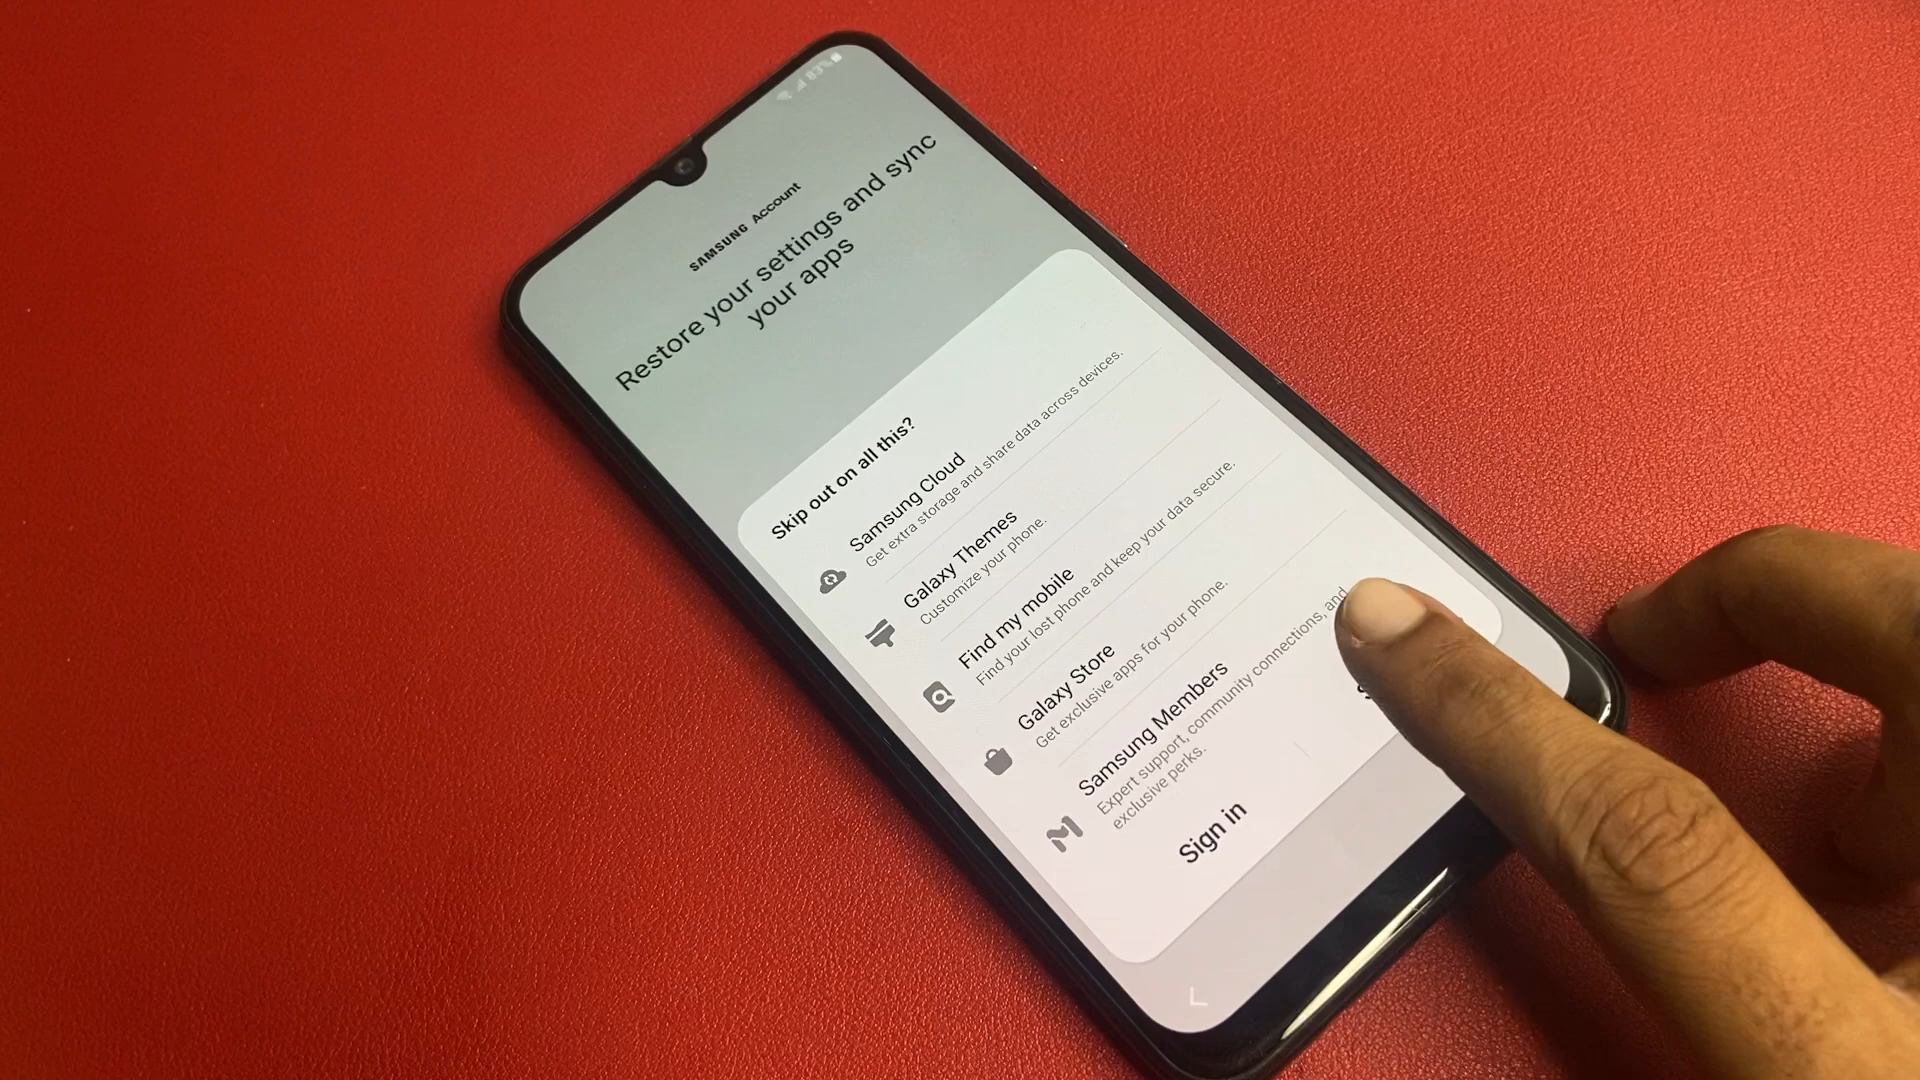 83%
SAMSUNG Account
Restore your settings and sync
your apps
Skip out on all this?
Samsung Cloud
Get extra storage and share data across devices.
Galaxy Themes
Customize your phone.
Find my mobile
Find your lost phone and keep your data secure.
Galaxy Store
Get exclusive apps for your phone.
Samsung Members
Expert support, community connections, and
exclusive perks.
Sign in